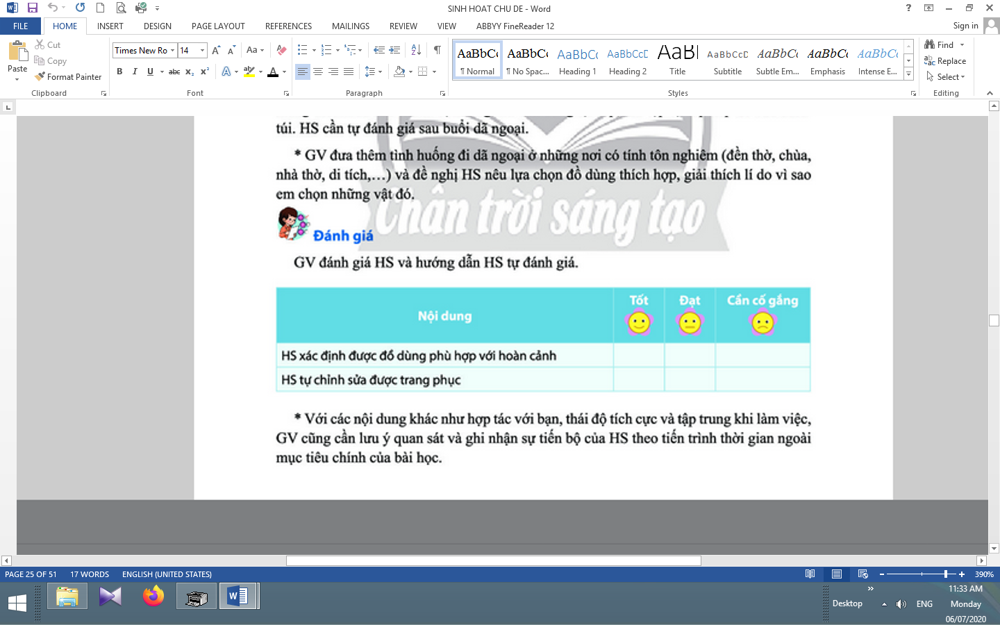 SINH HOAT CHU DE - Word
FILE HOME INSERT DESIGN PAGE LAYOUT REFERENCES MAILINGS REVIEW VIEW ABBYY FineReader 12 Sign in
Paste
Cut
Copy
Format Painter
Clipboard
Times New Ro 14
Font
Paragraph
AaBbCc AaBbCc AaBbCc AaBbCcD AaBl AaBbCcD AaBbCc AaBbCc AaBbCc
¶ Normal ¶ No Spac... Heading 1 Heading 2 Title Subtitle Subtle Em... Emphasis Intense E...
Styles
Find
Replace
Select
Editing
túi. HS cần tự đánh giá sau buổi dã ngoại.
* GV đưa thêm tình huống đi dã ngoại ở những nơi có tính tôn nghiêm (đền thờ, chùa,
nhà thờ, di tích,…) và đề nghị HS nêu lựa chọn đồ dùng thích hợp, giải thích lí do vì sao
em chọn những vật đó.
Chân trời sáng tạo
Đánh giá
GV đánh giá HS và hướng dẫn HS tự đánh giá.
Nội dung Tốt Đạt Cần cố gắng
HS xác định được đồ dùng phù hợp với hoàn cảnh
HS tự chỉnh sửa được trang phục
* Với các nội dung khác như hợp tác với bạn, thái độ tích cực và tập trung khi làm việc,
GV cũng cần lưu ý quan sát và ghi nhận sự tiến bộ của HS theo tiến trình thời gian ngoài
mục tiêu chính của bài học.
PAGE 25 OF 51 17 WORDS ENGLISH (UNITED STATES) 390%
Desktop ENG
11:33 AM
Monday
06/07/2020